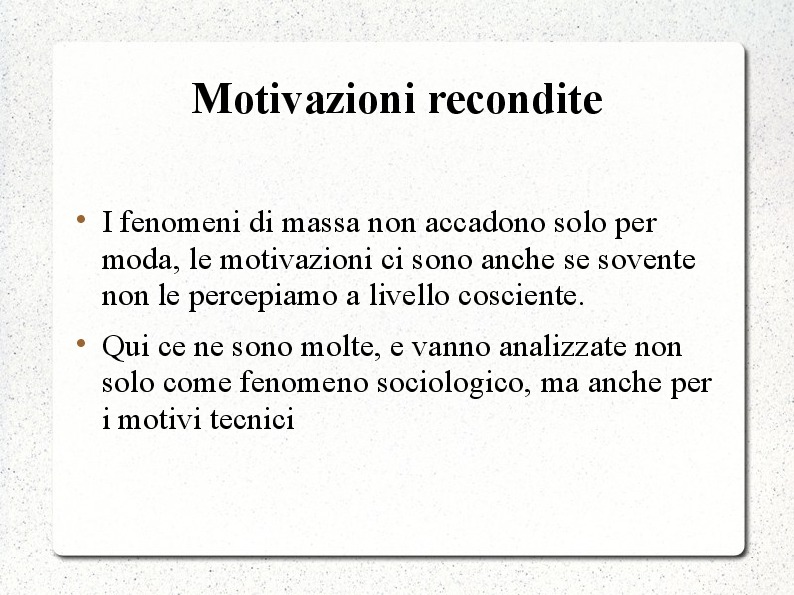 Motivazioni recondite
• I fenomeni di massa non accadono solo per
moda, le motivazioni ci sono anche se sovente
non le percepiamo a livello cosciente.
• Qui ce ne sono molte, e vanno analizzate non
solo come fenomeno sociologico, ma anche per
i motivi tecnici